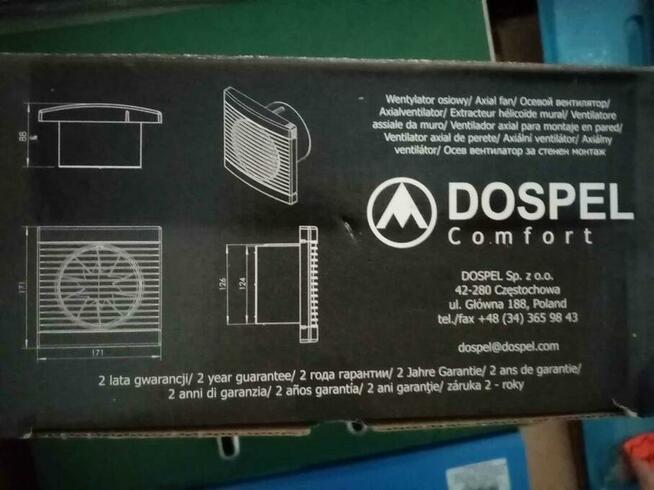 Wentylator osiowy/ Axial fan/ Осевой вентилятор/
Axialventilator/ Extracteur hélicoide mural/ Ventilatore
assiale da muro/ Ventilador axial para montaje en pared/
Ventilator axial de perete/ Axiální ventilátor/ Axiálny
ventilátor/ Осев вентилатор за стенен монтаж
DOSPEL
Comfort
DOSPEL Sp. z o.o.
42-280 Częstochowa
ul. Główna 188, Poland
tel./fax +48 (34) 365 98 43
dospel@dospel.com
88
171
171
126
124
2 lata gwarancji/ 2 year guarantee/ 2 года гарантии/ 2 Jahre Garantie/ 2 ans de garantie/
2 anni di garanzia/ 2 años garantía/ 2 ani garanţie/ záruka 2 - roky